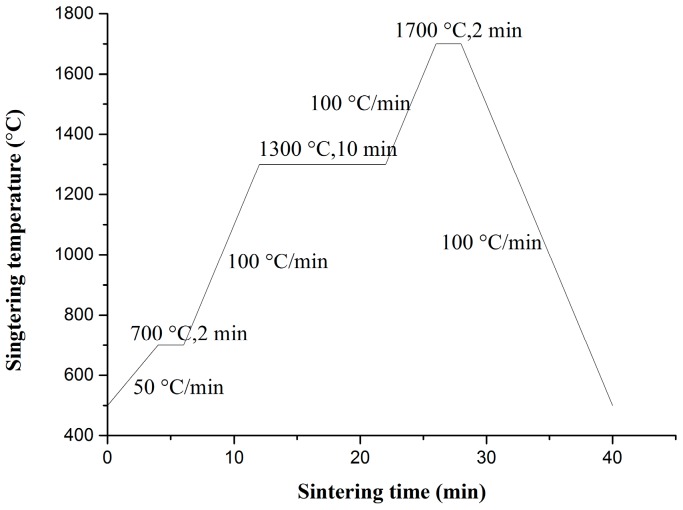 1800
1600
1400
1200
1000
800
600
400
0
10
20
30
40
Singtering temperature (°C)
Sintering time (min)
1700 °C,2 min
100 °C/min
1300 °C,10 min
100 °C/min
100 °C/min
700 °C,2 min
50 °C/min